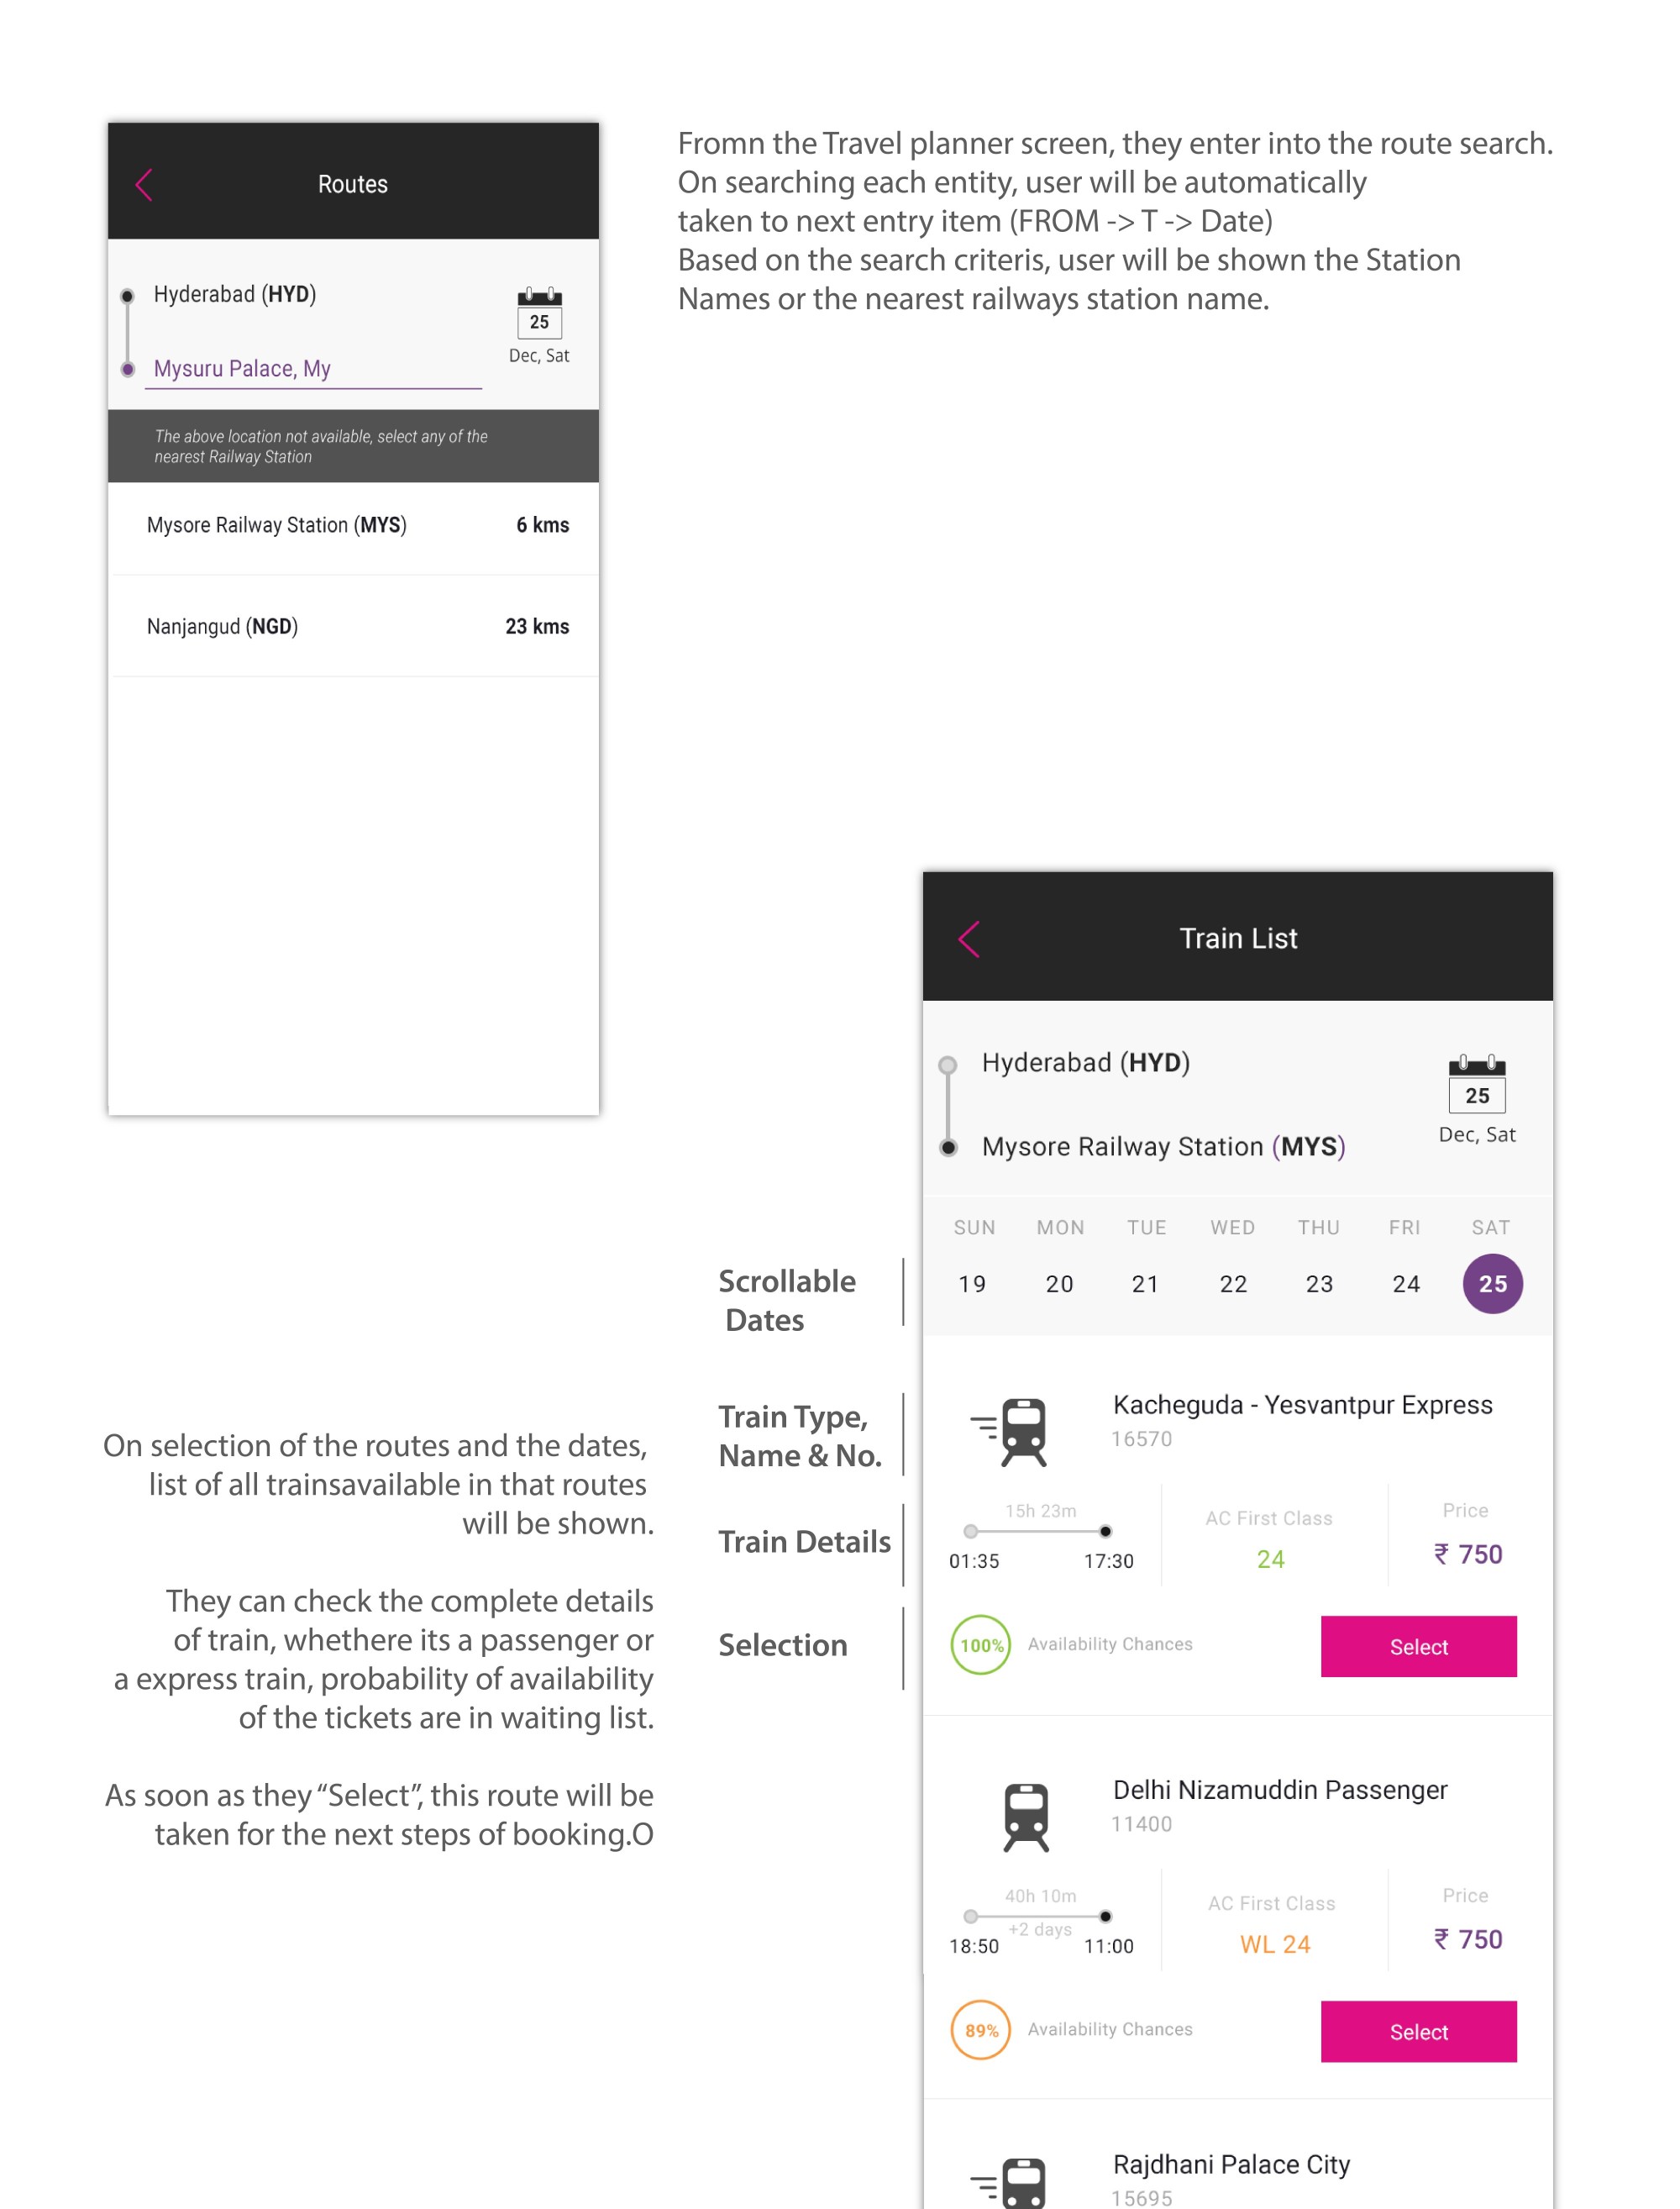 Routes
Hyderabad (HYD)
25
Dec, Sat
Mysuru Palace, My
The above location not available, select any of the
nearest Railway Station
Mysore Railway Station (MYS) 6 kms
Nanjangud (NGD) 23 kms
Fromn the Travel planner screen, they enter into the route search.
On searching each entity, user will be automatically
taken to next entry item (FROM -> T -> Date)
Based on the search criteris, user will be shown the Station
Names or the nearest railways station name.
On selection of the routes and the dates,
list of all trainsavailable in that routes
will be shown.
They can check the complete details
of train, whethere its a passenger or
a express train, probability of availability
of the tickets are in waiting list.
As soon as they “Select”, this route will be
taken for the next steps of booking.O
Scrollable
Dates
Train Type,
Name & No.
Train Details
Selection
Train List
Hyderabad (HYD)
25
Dec, Sat
Mysore Railway Station (MYS)
SUN MON TUE WED THU FRI SAT
19 20 21 22 23 24 25
Kacheguda - Yesvantpur Express
16570
15h 23m
01:35 17:30
AC First Class
24
Price
₹ 750
100% Availability Chances
Select
Delhi Nizamuddin Passenger
11400
40h 10m
+2 days
18:50 11:00
AC First Class
WL 24
Price
₹ 750
89% Availability Chances
Select
Rajdhani Palace City
15695